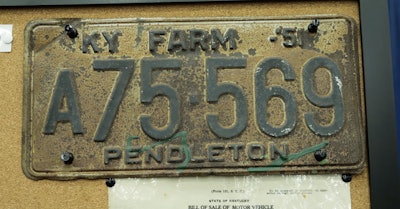 KY FARM -51
A75-569
PENDLETON
STATE OF KENTUCKY
BILL OF SALE OF MOTOR VEHICLE